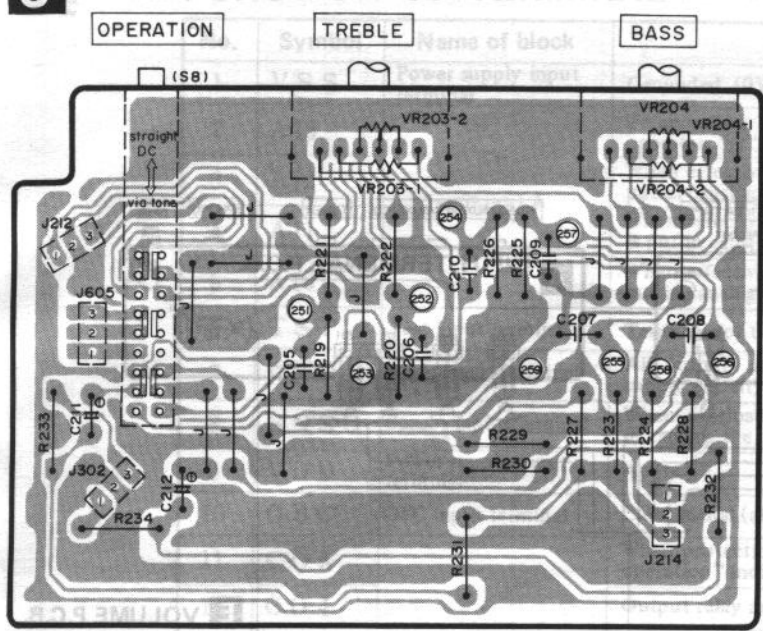 OPERATION
TREBLE
BASS
(S8)
straight
DC
via tone
VR203-2
VR203-1
VR204
VR204-1
VR204-2
J212
1 2 3
J605
3
2
1
J
J
J
J
R221
R222
254
C210
R226
R225
C209
257
J
J
251
252
C205
R219
253
R220
C206
C207
C208
259
255
258
256
R233
C211
J
J
J
R229
R230
R227
R223
R224
R228
R232
J302
1 2 3
C212
R234
R231
1
2
3
J214
Symbol
Name of block
Power supply input
VOLUME P.C.B.